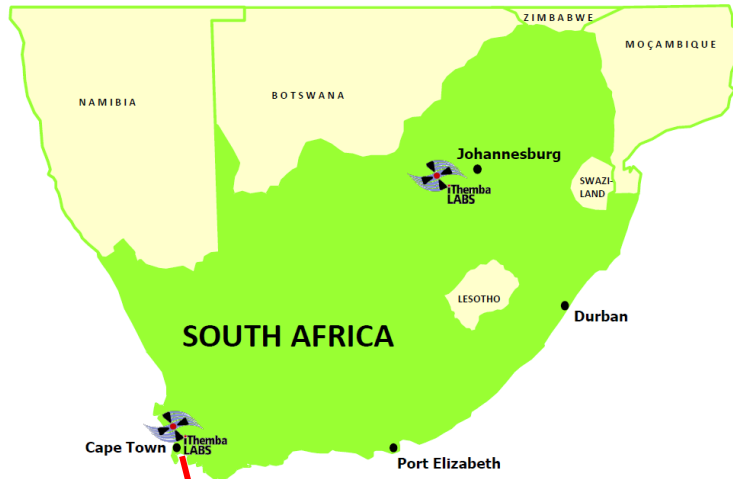 ZIMBABWE
MOÇAMBIQUE
NAMIBIA
BOTSWANA
Johannesburg
iThemba
LABS
SWAZI-
LAND
LESOTHO
Durban
SOUTH AFRICA
iThemba
LABS
Cape Town
Port Elizabeth